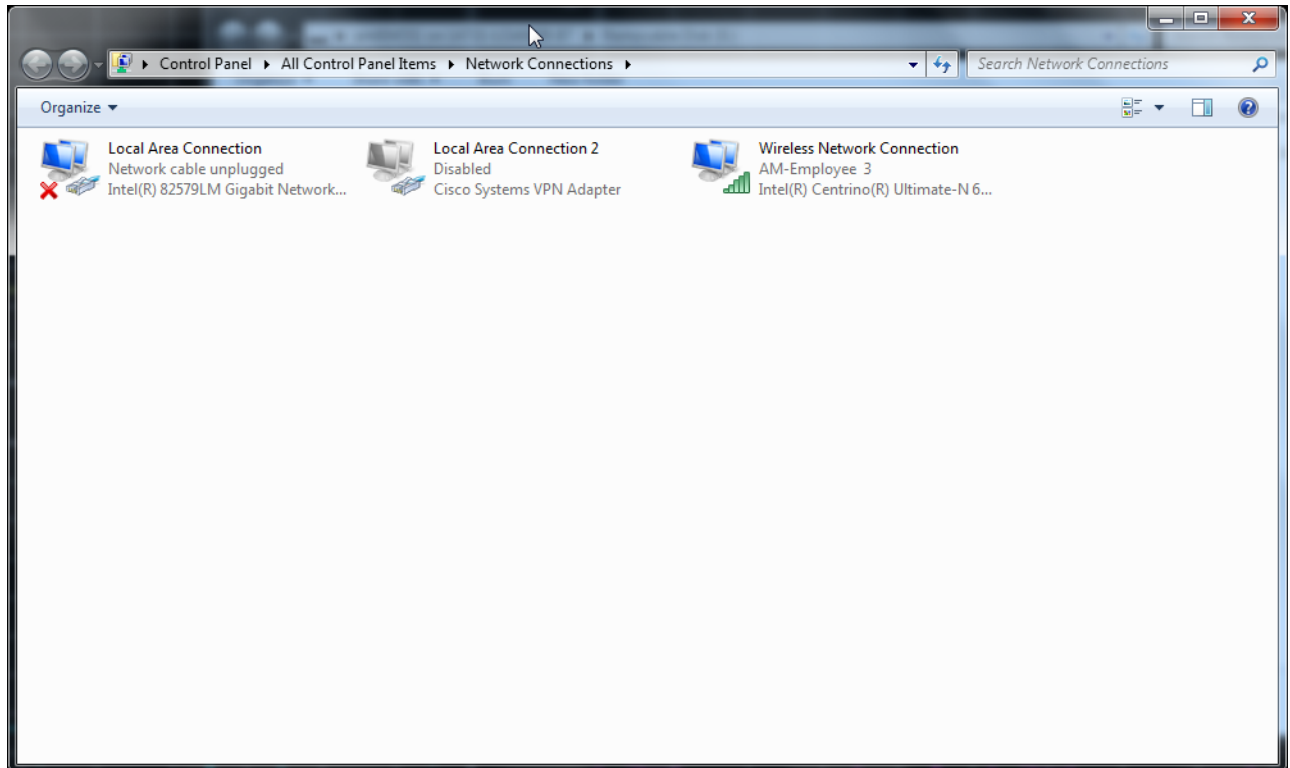 Control Panel ▸ All Control Panel Items ▸ Network Connections ▸
Search Network Connections
Organize
Local Area Connection
Network cable unplugged
Intel(R) 82579LM Gigabit Network...
Local Area Connection 2
Disabled
Cisco Systems VPN Adapter
Wireless Network Connection
AM-Employee 3
Intel(R) Centrino(R) Ultimate-N 6...